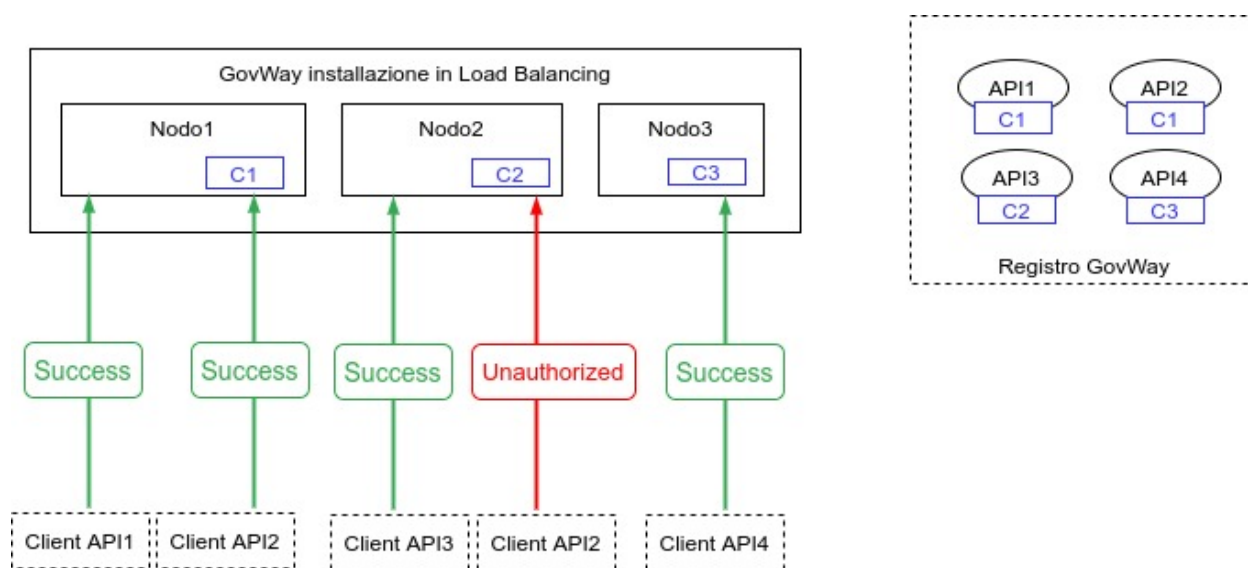 GovWay installazione in Load Balancing
Nodo1
C1
Nodo2
C2
Nodo3
C3
Success
Success
Success
Unauthorized
Success
Client API1
Client API2
Client API3
Client API2
Client API4
API1
C1
API2
C1
API3
C2
API4
C3
Registro GovWay